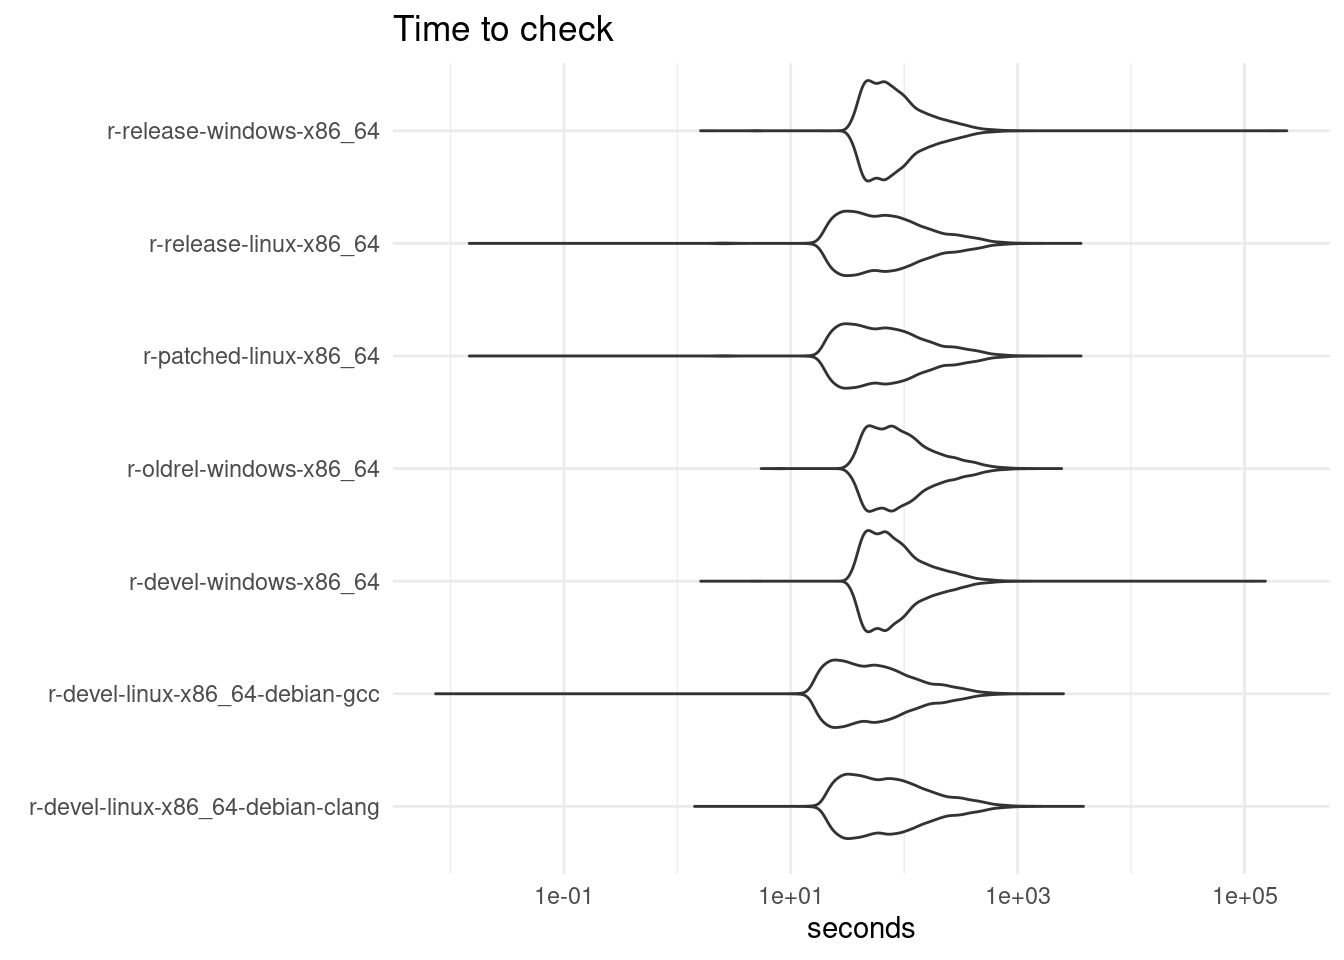 Time to check
r-release-windows-x86_64
r-release-linux-x86_64
r-patched-linux-x86_64
r-oldrel-windows-x86_64
r-devel-windows-x86_64
r-devel-linux-x86_64-debian-gcc
r-devel-linux-x86_64-debian-clang
1e-01 1e+01 1e+03 1e+05
seconds